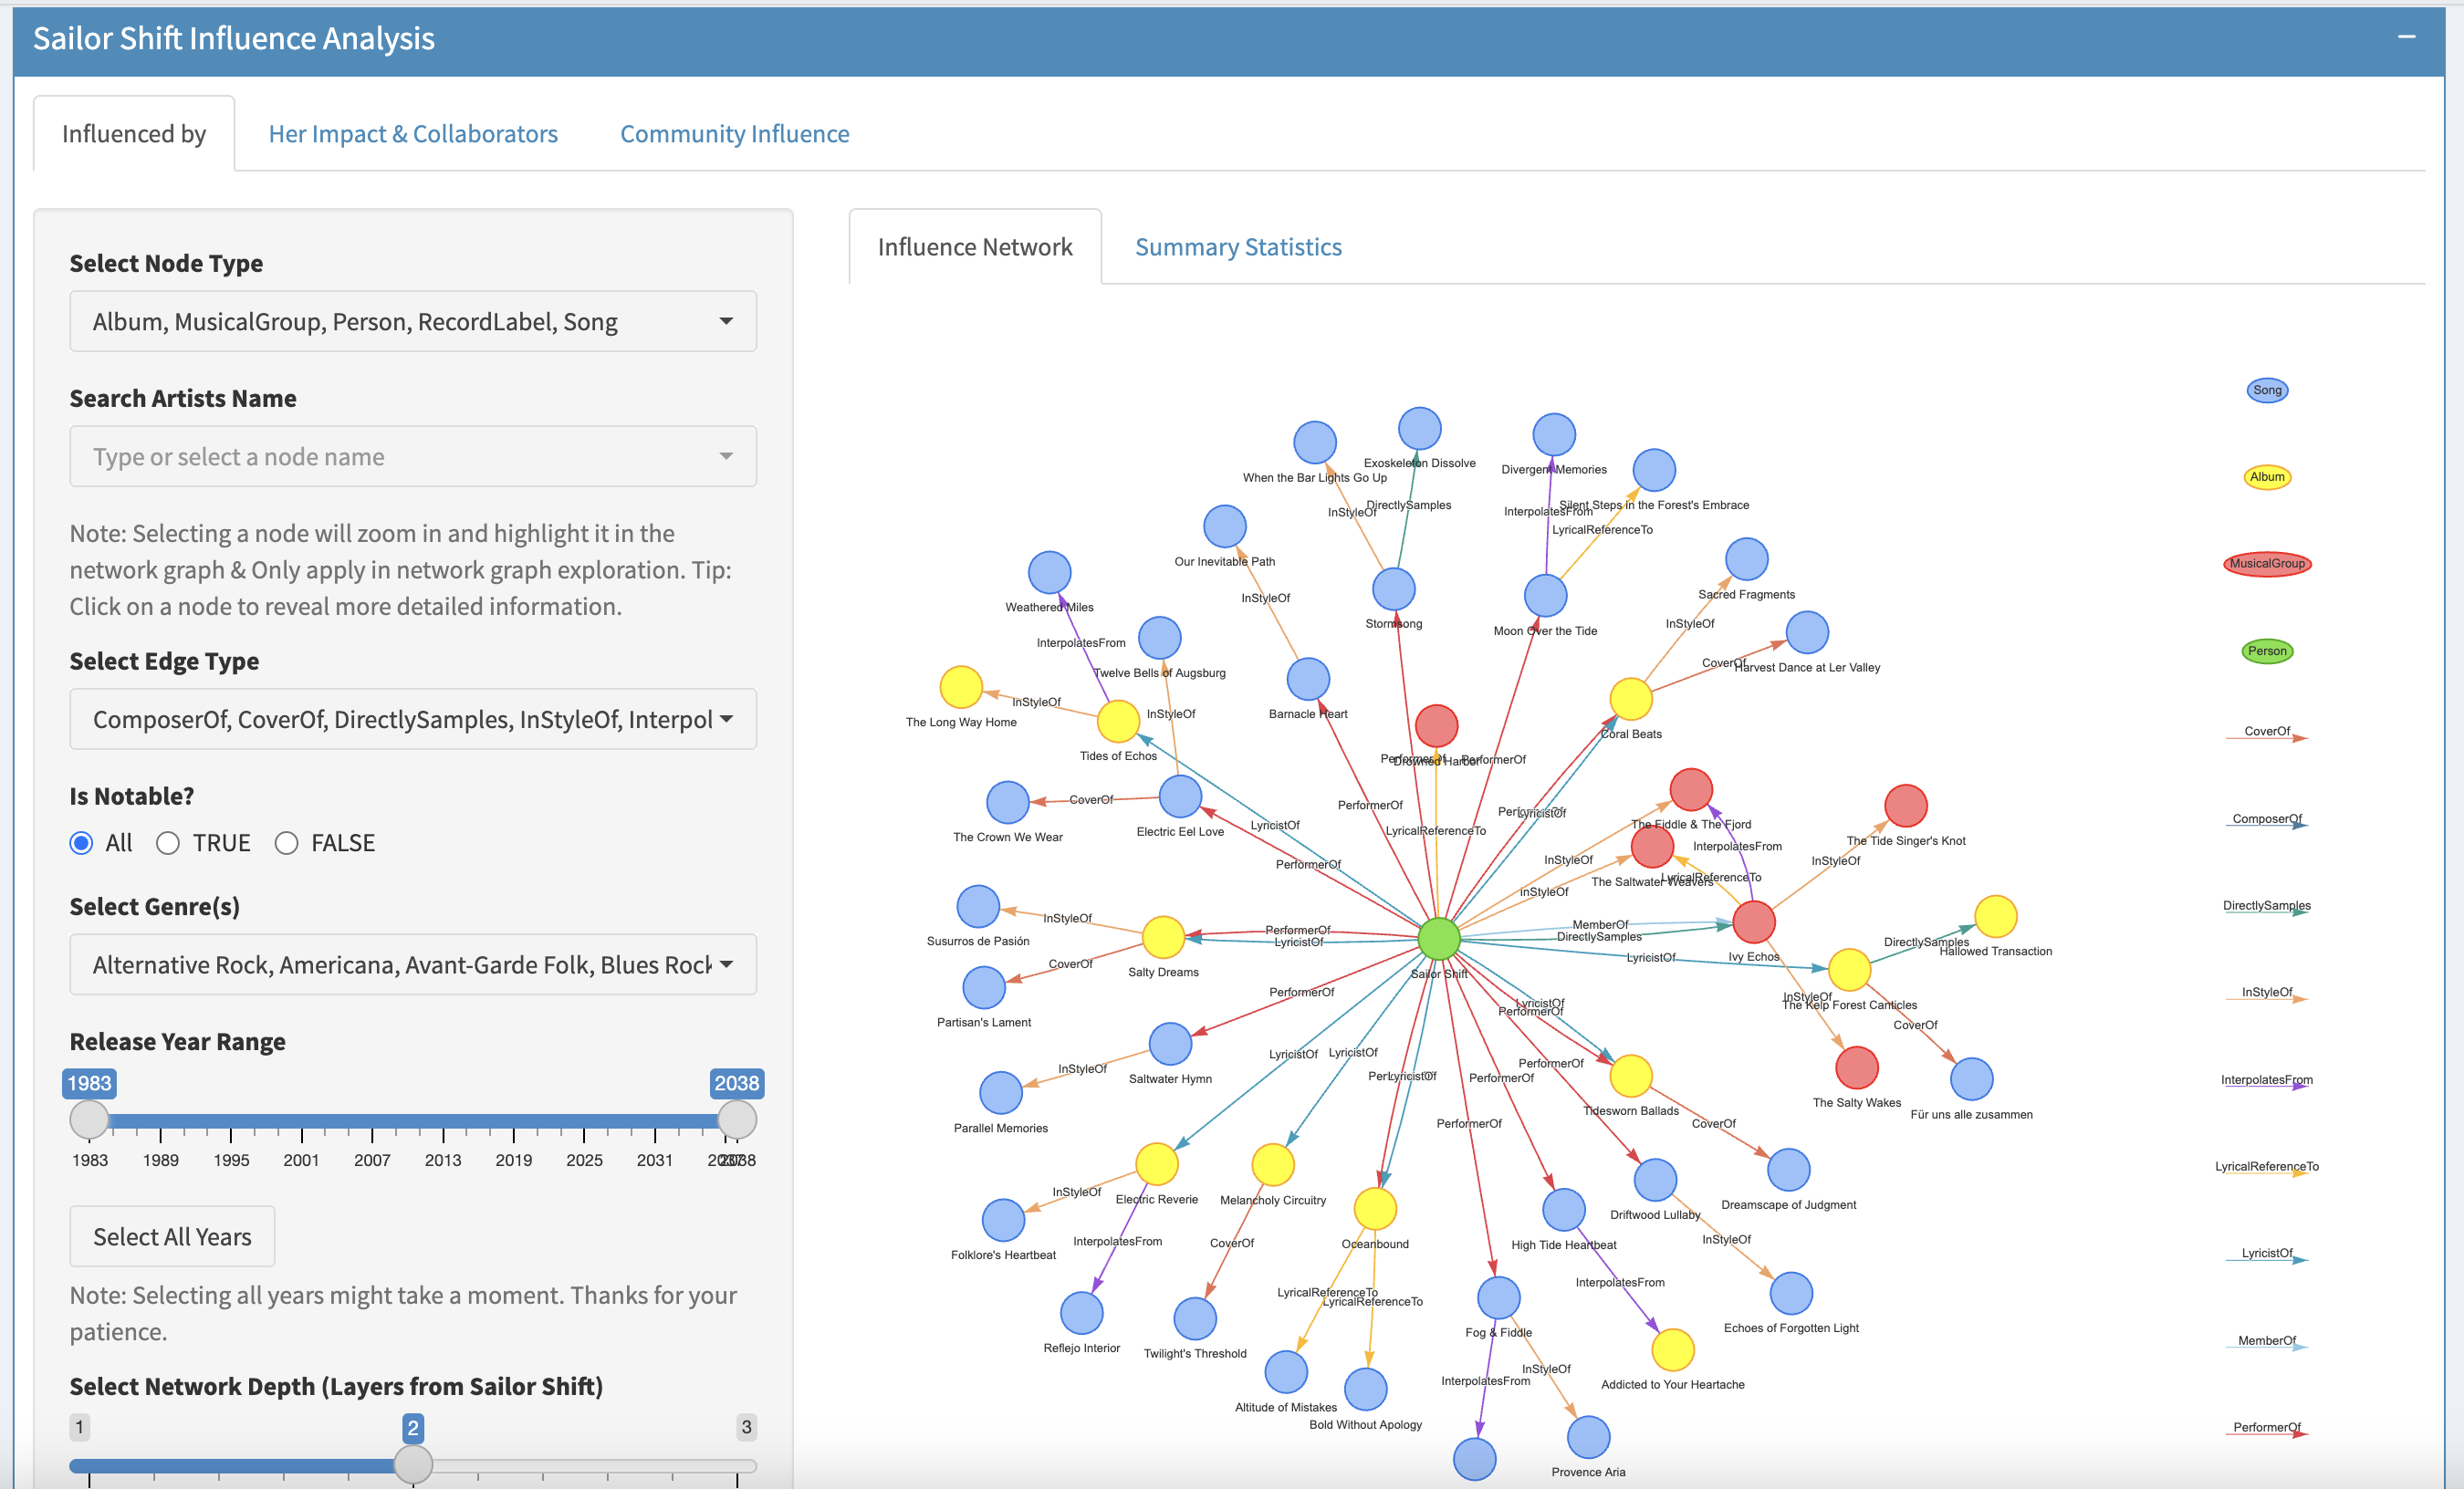 Sailor Shift Influence Analysis
Influenced by
Her Impact & Collaborators
Community Influence
Select Node Type
Album, MusicalGroup, Person, RecordLabel, Song
Search Artists Name
Type or select a node name
Note: Selecting a node will zoom in and highlight it in the
network graph & Only apply in network graph exploration. Tip:
Click on a node to reveal more detailed information.
Select Edge Type
ComposerOf, CoverOf, DirectlySamples, InStyleOf, Interpol
Is Notable?
All TRUE FALSE
Select Genre(s)
Alternative Rock, Americana, Avant-Garde Folk, Blues Rock
Release Year Range
1983 2038
1983 1989 1995 2001 2007 2013 2019 2025 2031 2037 2038
Select All Years
Note: Selecting all years might take a moment. Thanks for your
patience.
Select Network Depth (Layers from Sailor Shift)
1 2 3
Influence Network
Summary Statistics
When the Bar Lights Go Up
Exoskeleton Dissolve
Divergent Memories
Silent Steps in the Forest's Embrace
InStyleOf
DirectlySamples
InterpolatesFrom
LyricalReferenceTo
Our Inevitable Path
Sacred Fragments
InStyleOf
Weathered Miles
Stormsong
Moon Over the Tide
InStyleOf
InterpolatesFrom
CoverOf
Harvest Dance at Ler Valley
Twelve Bells of Augsburg
InStyleOf
The Long Way Home
InStyleOf
Barnacle Heart
Coral Beats
Tides of Echos
PerformerOf
Drowned Harbor
PerformerOf
CoverOf
The Crown We Wear
Electric Eel Love
LyricistOf
PerformerOf
LyricalReferenceTo
PerformerOf
LyricistOf
The Fiddle & The Fjord
InterpolatesFrom
The Tide Singer's Knot
PerformerOf
InStyleOf
InStyleOf
The Saltwater Weavers
LyricalReferenceTo
InStyleOf
Susurros de Pasión
InStyleOf
PerformerOf
LyricistOf
MemberOf
DirectlySamples
DirectlySamples
Hallowed Transaction
CoverOf
Salty Dreams
Sailor Shift
LyricistOf
Ivy Echos
Partisan's Lament
PerformerOf
LyricistOf
PerformerOf
InStyleOf
The Kelp Forest Canticles
CoverOf
InStyleOf
Saltwater Hymn
LyricistOf
LyricistOf
PerformerOf
LyricistOf
PerformerOf
PerformerOf
Parallel Memories
PerformerOf
Tidesworn Ballads
CoverOf
The Salty Wakes
Für uns alle zusammen
InStyleOf
Electric Reverie
Melancholy Circuitry
Driftwood Lullaby
Dreamscape of Judgment
Folklore's Heartbeat
InterpolatesFrom
CoverOf
Oceanbound
High Tide Heartbeat
InStyleOf
LyricalReferenceTo
LyricalReferenceTo
InterpolatesFrom
Reflejo Interior
Twilight's Threshold
Fog & Fiddle
Echoes of Forgotten Light
Altitude of Mistakes
Bold Without Apology
InterpolatesFrom
InStyleOf
Addicted to Your Heartache
Provence Aria
Song
Album
MusicalGroup
Person
CoverOf
ComposerOf
DirectlySamples
InStyleOf
InterpolatesFrom
LyricalReferenceTo
LyricistOf
MemberOf
PerformerOf